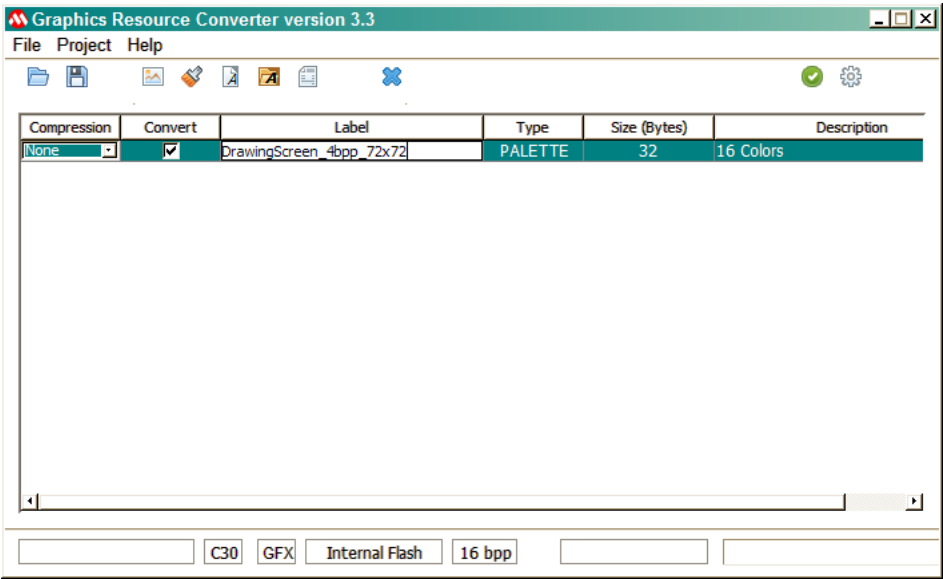 Graphics Resource Converter version 3.3
File Project Help
Compression Convert Label Type Size (Bytes) Description
None DrawingScreen_4bpp_72x72 PALETTE 32 16 Colors
C30 GFX Internal Flash 16 bpp